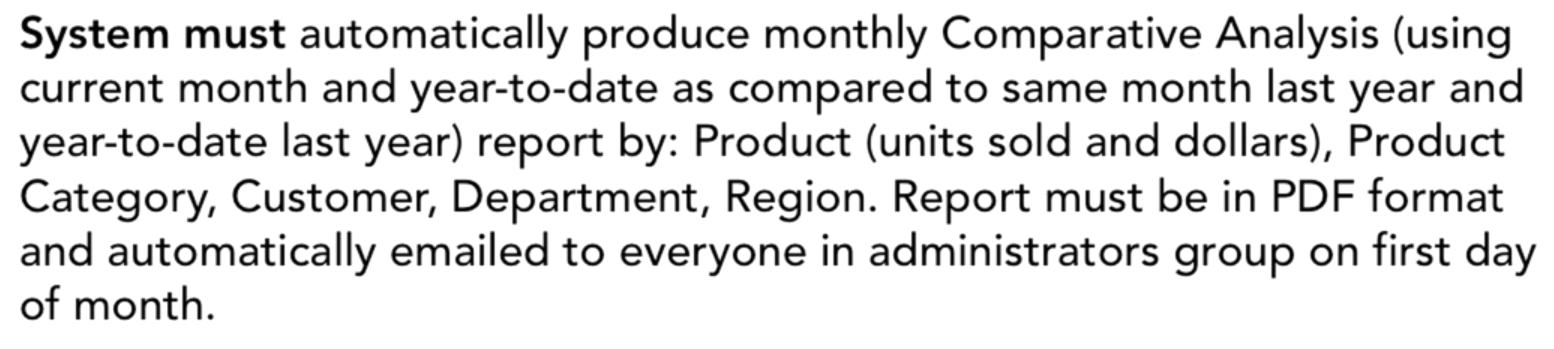 System must automatically produce monthly Comparative Analysis (using
current month and year-to-date as compared to same month last year and
year-to-date last year) report by: Product (units sold and dollars), Product
Category, Customer, Department, Region. Report must be in PDF format
and automatically emailed to everyone in administrators group on first day
of month.